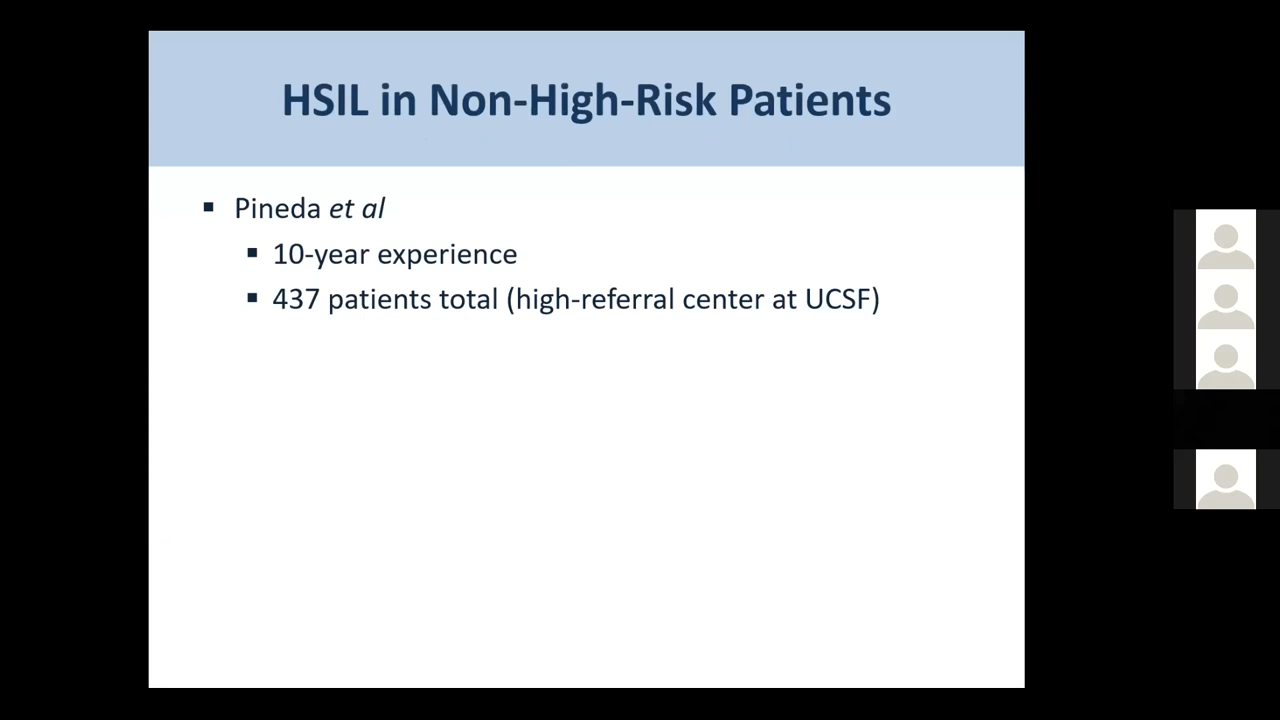 HSIL in Non-High-Risk Patients
Pineda et al
10-year experience
437 patients total (high-referral center at UCSF)